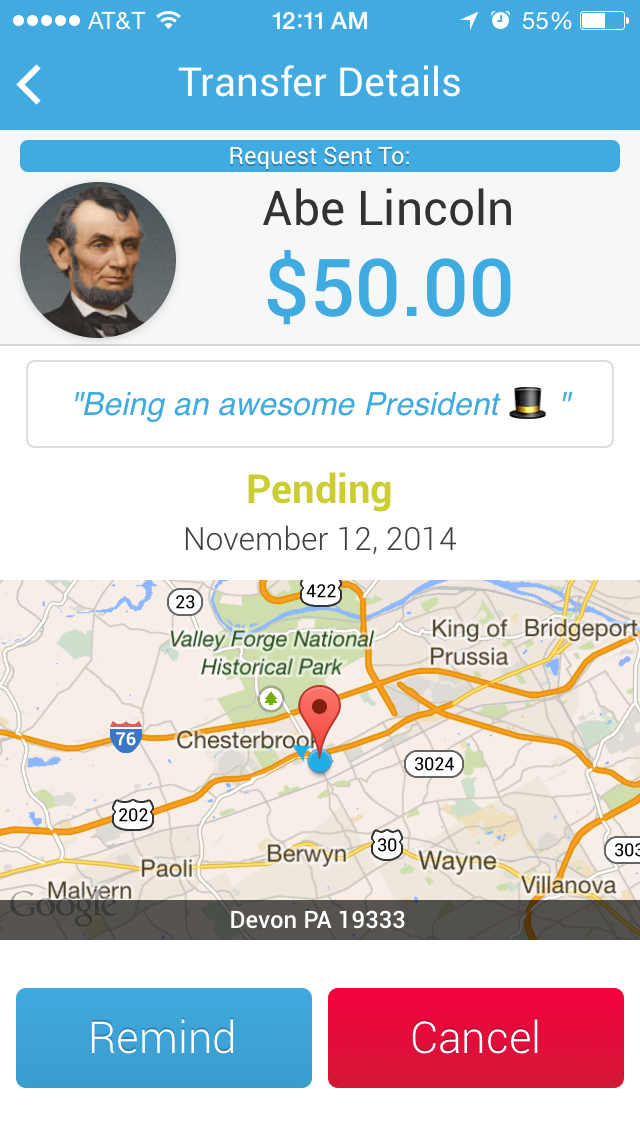 AT&T 12:11 AM 55%
Transfer Details
Request Sent To:
Abe Lincoln
$50.00
"Being an awesome President 🎩 "
Pending
November 12, 2014
422
23
Valley Forge National
Historical Park
King of
Prussia
Bridgeport
76
Chesterbrook
3024
202
30
303
Berwyn
Wayne
Paoli
Malvern
Villanova
Google
Devon PA 19333
Remind
Cancel